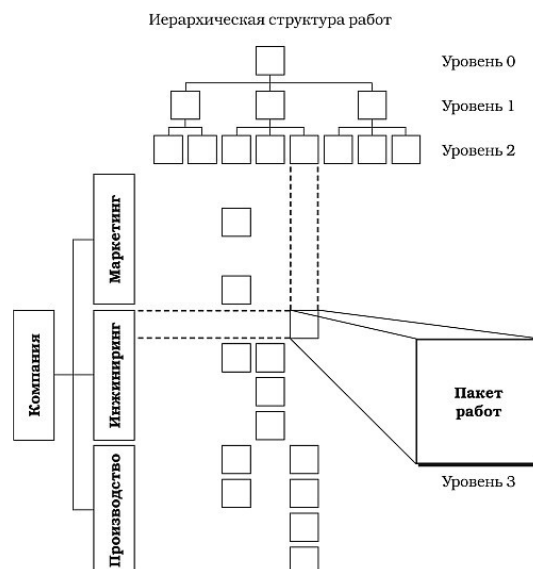 Иерархическая структура работ
Уровень 0
Уровень 1
Уровень 2
Маркетинг
Компания
Инжиниринг
Пакет
работ
Уровень 3
Производство